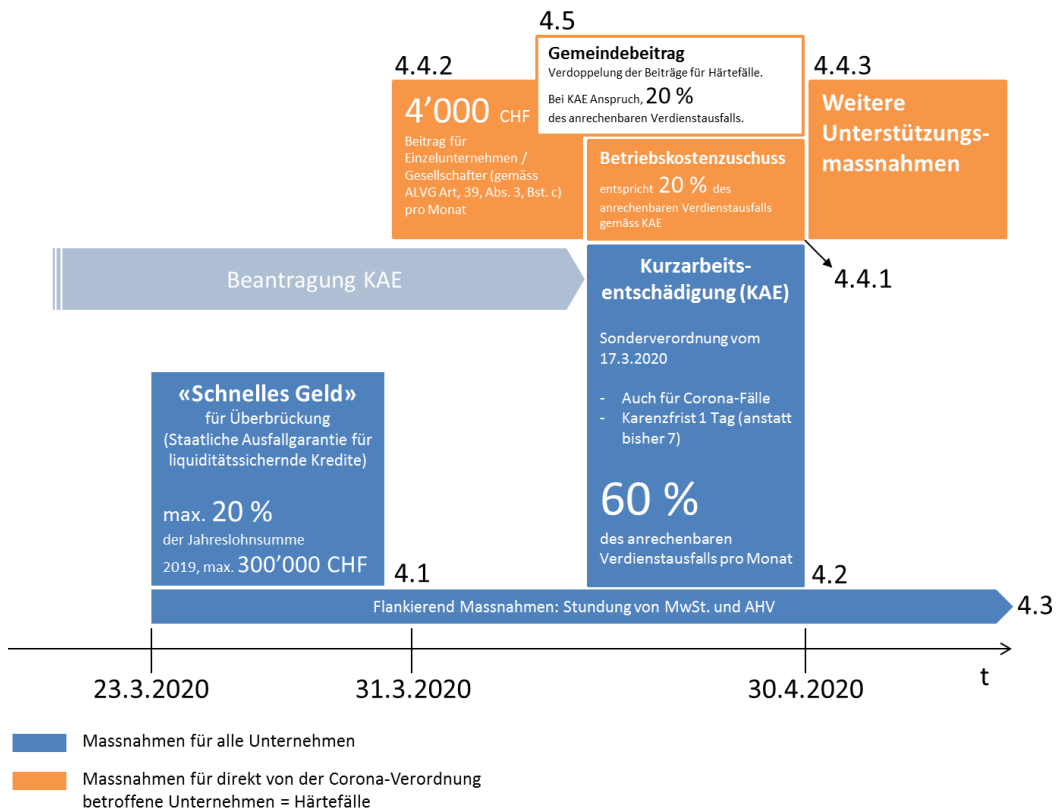 4.5
Gemeindebeitrag
Verdoppelung der Beiträge für Härtefälle.
Bei KAE Anspruch, 20 %
des anrechenbaren Verdienstausfalls.
4.4.2
4’000 CHF
Beitrag für
Einzelunternehmen /
Gesellschafter (gemäss
ALVG Art, 39, Abs. 3, Bst. c)
pro Monat
4.4.3
Weitere
Unterstützungs-
massnahmen
Betriebskostenzuschuss
entspricht 20 % des
anrechenbaren Verdienstausfalls
gemäss KAE
4.4.1
Beantragung KAE
Kurzarbeits-
entschädigung (KAE)
Sonderverordnung vom
17.3.2020
- Auch für Corona-Fälle
- Karenzfrist 1 Tag (anstatt
bisher 7)
60 %
des anrechenbaren
Verdienstausfalls pro Monat
4.2
«Schnelles Geld»
für Überbrückung
(Staatliche Ausfallgarantie für
liquiditätssichernde Kredite)
max. 20 %
der Jahreslohnsumme
2019, max. 300’000 CHF
4.1
Flankierend Massnahmen: Stundung von MwSt. und AHV
4.3
t
23.3.2020
31.3.2020
30.4.2020
Massnahmen für alle Unternehmen
Massnahmen für direkt von der Corona-Verordnung
betroffene Unternehmen = Härtefälle